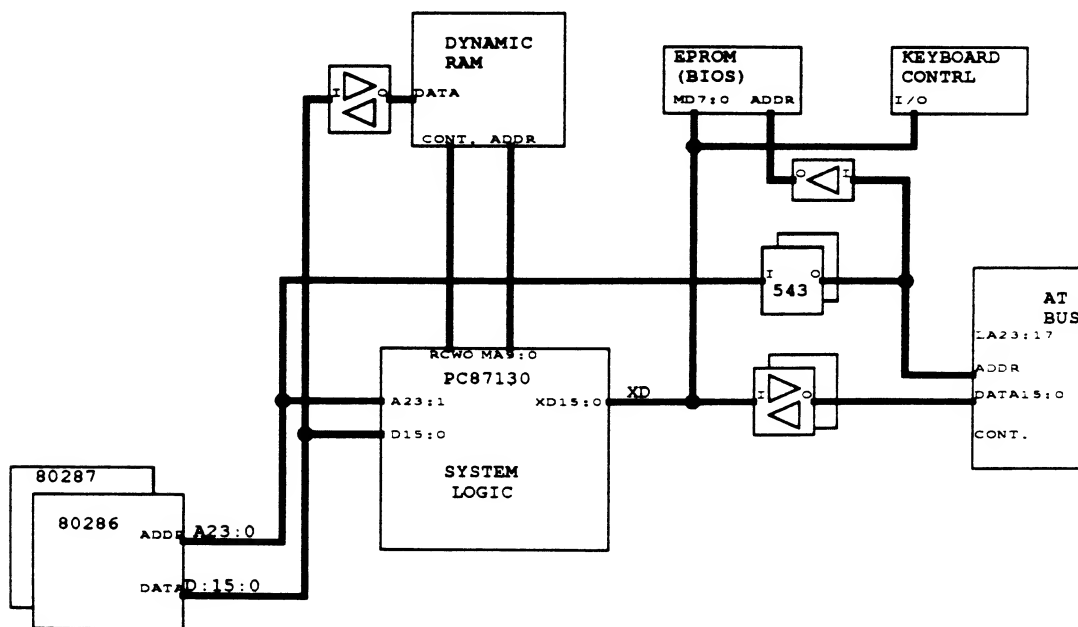 DYNAMIC
RAM
DATA
CONT. ADDR
I O
EPROM
(BIOS)
MD7:0 ADDR
KEYBOARD
CONTRL
I/O
O I
I O
543
AT
BUS
LA23:17
ADDR
DATA15:0
CONT.
RCWO MA9:0
PC87130
A23:1
XD15:0
XD
D15:0
SYSTEM
LOGIC
I O
80287
80286
ADDR A23:0
DATA D:15:0